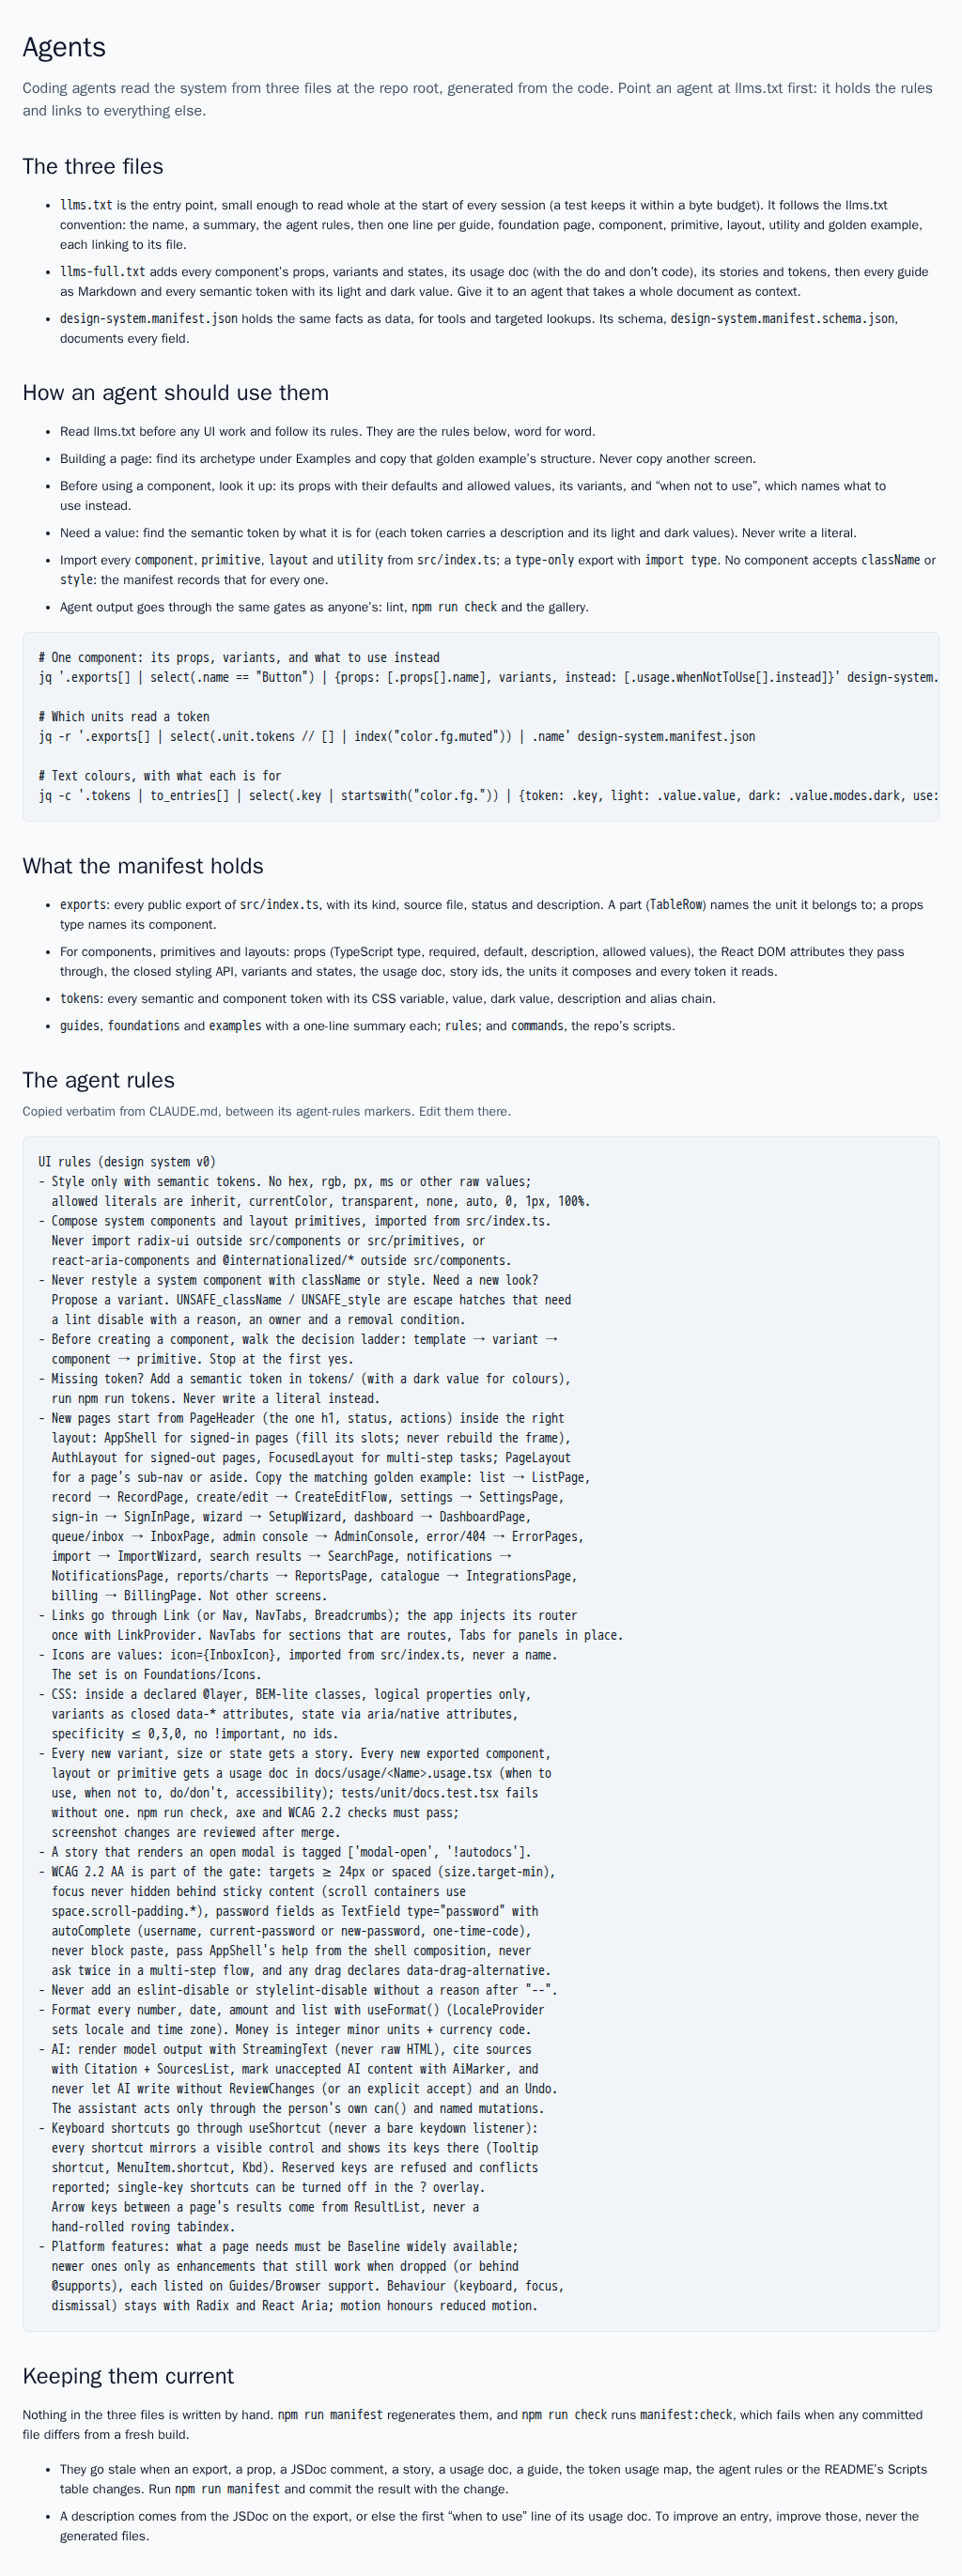 Agents
Coding agents read the system from three files at the repo root, generated from the code. Point an agent at llms.txt first: it holds the rules
and links to everything else.
The three files
• llms.txt is the entry point, small enough to read whole at the start of every session (a test keeps it within a byte budget). It follows the llms.txt
convention: the name, a summary, the agent rules, then one line per guide, foundation page, component, primitive, layout, utility and golden example,
each linking to its file.
• llms-full.txt adds every component's props, variants and states, its usage doc (with the do and don't code), its stories and tokens, then every guide
as Markdown and every semantic token with its light and dark value. Give it to an agent that takes a whole document as context.
• design-system.manifest.json holds the same facts as data, for tools and targeted lookups. Its schema, design-system.manifest.schema.json,
documents every field.
How an agent should use them
• Read llms.txt before any UI work and follow its rules. They are the rules below, word for word.
• Building a page: find its archetype under Examples and copy that golden example's structure. Never copy another screen.
• Before using a component, look it up: its props with their defaults and allowed values, its variants, and “when not to use”, which names what to
use instead.
• Need a value: find the semantic token by what it is for (each token carries a description and its light and dark values). Never write a literal.
• Import every component, primitive, layout and utility from src/index.ts; a type-only export with import type. No component accepts className or
style: the manifest records that for every one.
• Agent output goes through the same gates as anyone's: lint, npm run check and the gallery.
# One component: its props, variants, and what to use instead
jq '.exports[] | select(.name == "Button") | {props: [.props[].name], variants, instead: [.usage.whenNotToUse[].instead]}' design-system.
# Which units read a token
jq -r '.exports[] | select(.unit.tokens // [] | index("color.fg.muted")) | .name' design-system.manifest.json
# Text colours, with what each is for
jq -c '.tokens | to_entries[] | select(.key | startswith("color.fg.")) | {token: .key, light: .value.value, dark: .value.modes.dark, use:
What the manifest holds
• exports: every public export of src/index.ts, with its kind, source file, status and description. A part (TableRow) names the unit it belongs to; a props
type names its component.
• For components, primitives and layouts: props (TypeScript type, required, default, description, allowed values), the React DOM attributes they pass
through, the closed styling API, variants and states, the usage doc, story ids, the units it composes and every token it reads.
• tokens: every semantic and component token with its CSS variable, value, dark value, description and alias chain.
• guides, foundations and examples with a one-line summary each; rules; and commands, the repo's scripts.
The agent rules
Copied verbatim from CLAUDE.md, between its agent-rules markers. Edit them there.
UI rules (design system v0)
- Style only with semantic tokens. No hex, rgb, px, ms or other raw values;
allowed literals are inherit, currentColor, transparent, none, auto, 0, 1px, 100%.
- Compose system components and layout primitives, imported from src/index.ts.
Never import radix-ui outside src/components or src/primitives, or
react-aria-components and @internationalized/* outside src/components.
- Never restyle a system component with className or style. Need a new look?
Propose a variant. UNSAFE_className / UNSAFE_style are escape hatches that need
a lint disable with a reason, an owner and a removal condition.
- Before creating a component, walk the decision ladder: template → variant →
component → primitive. Stop at the first yes.
- Missing token? Add a semantic token in tokens/ (with a dark value for colours),
run npm run tokens. Never write a literal instead.
- New pages start from PageHeader (the one h1, status, actions) inside the right
layout: AppShell for signed-in pages (fill its slots; never rebuild the frame),
AuthLayout for signed-out pages, FocusedLayout for multi-step tasks; PageLayout
for a page's sub-nav or aside. Copy the matching golden example: list → ListPage,
record → RecordPage, create/edit → CreateEditFlow, settings → SettingsPage,
sign-in → SignInPage, wizard → SetupWizard, dashboard → DashboardPage,
queue/inbox → InboxPage, admin console → AdminConsole, error/404 → ErrorPages,
import → ImportWizard, search results → SearchPage, notifications →
NotificationsPage, reports/charts → ReportsPage, catalogue → IntegrationsPage,
billing → BillingPage. Not other screens.
- Links go through Link (or Nav, NavTabs, Breadcrumbs); the app injects its router
once with LinkProvider. NavTabs for sections that are routes, Tabs for panels in place.
- Icons are values: icon={InboxIcon}, imported from src/index.ts, never a name.
The set is on Foundations/Icons.
- CSS: inside a declared @layer, BEM-lite classes, logical properties only,
variants as closed data-* attributes, state via aria/native attributes,
specificity ≤ 0,3,0, no !important, no ids.
- Every new variant, size or state gets a story. Every new exported component,
layout or primitive gets a usage doc in docs/usage/<Name>.usage.tsx (when to
use, when not to, do/don't, accessibility); tests/unit/docs.test.tsx fails
without one. npm run check, axe and WCAG 2.2 checks must pass;
screenshot changes are reviewed after merge.
- A story that renders an open modal is tagged ['modal-open', '!autodocs'].
- WCAG 2.2 AA is part of the gate: targets ≥ 24px or spaced (size.target-min),
focus never hidden behind sticky content (scroll containers use
space.scroll-padding.*), password fields as TextField type="password" with
autoComplete (username, current-password or new-password, one-time-code),
never block paste, pass AppShell's help from the shell composition, never
ask twice in a multi-step flow, and any drag declares data-drag-alternative.
- Never add an eslint-disable or stylelint-disable without a reason after "--".
- Format every number, date, amount and list with useFormat() (LocaleProvider
sets locale and time zone). Money is integer minor units + currency code.
- AI: render model output with StreamingText (never raw HTML), cite sources
with Citation + SourcesList, mark unaccepted AI content with AiMarker, and
never let AI write without ReviewChanges (or an explicit accept) and an Undo.
The assistant acts only through the person's own can() and named mutations.
- Keyboard shortcuts go through useShortcut (never a bare keydown listener):
every shortcut mirrors a visible control and shows its keys there (Tooltip
shortcut, MenuItem.shortcut, Kbd). Reserved keys are refused and conflicts
reported; single-key shortcuts can be turned off in the ? overlay.
Arrow keys between a page's results come from ResultList, never a
hand-rolled roving tabindex.
- Platform features: what a page needs must be Baseline widely available;
newer ones only as enhancements that still work when dropped (or behind
@supports), each listed on Guides/Browser support. Behaviour (keyboard, focus,
dismissal) stays with Radix and React Aria; motion honours reduced motion.
Keeping them current
Nothing in the three files is written by hand. npm run manifest regenerates them, and npm run check runs manifest:check, which fails when any committed
file differs from a fresh build.
• They go stale when an export, a prop, a JSDoc comment, a story, a usage doc, a guide, the token usage map, the agent rules or the README's Scripts
table changes. Run npm run manifest and commit the result with the change.
• A description comes from the JSDoc on the export, or else the first “when to use” line of its usage doc. To improve an entry, improve those, never the
generated files.